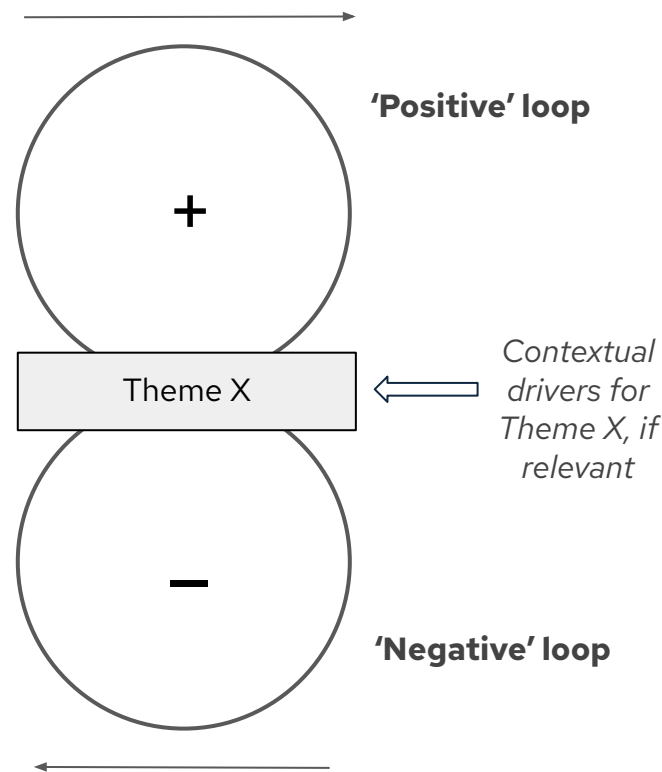 ‘Positive’ loop
+
Theme X
Contextual
drivers for
Theme X, if
relevant
–
‘Negative’ loop